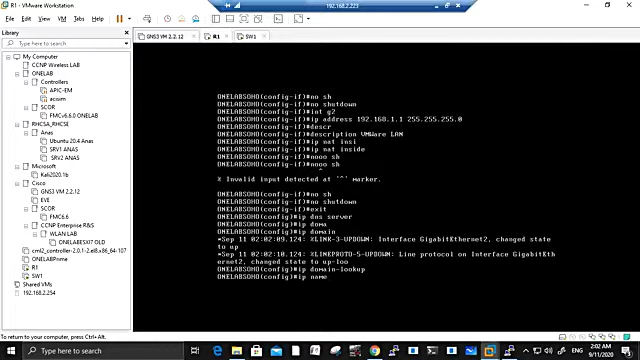 R1 - VMware Workstation
192.168.2.223
File Edit View VM Tabs Help
Library
GNS3 VM 2.2.12
R1
SW1
Type here to search
My Computer
CCNP Wireless LAB
ONELAB
Controllers
APIC-EM
acisim
SCOR
FMCv6.6.0 ONELAB
RHCSA_RHCSE
Anas
Ubuntu 20.4 Anas
SRV1 ANAS
SRV2 ANAS
Microsoft
Kali2020.1b
Cisco
GNS3 VM 2.2.12
EVE
SCOR
FMC6.6
CCNP Enterprise R&S
WLAN LAB
ONELABESXI7 OLD
cml2_controller-2.0.1-2.el8.x86_64-107
ONELABPrime
R1
SW1
Shared VMs
192.168.2.254
ONELABSOHO(config-if)#no sh
ONELABSOHO(config-if)#no shutdown
ONELABSOHO(config-if)#int g2
ONELABSOHO(config-if)#ip address 192.168.1.1 255.255.255.0
ONELABSOHO(config-if)#descr
ONELABSOHO(config-if)#description VMWare LAN
ONELABSOHO(config-if)#ip nat insi
ONELABSOHO(config-if)#ip nat inside
ONELABSOHO(config-if)#nooo sh
ONELABSOHO(config-if)#nooo sh
^
% Invalid input detected at '^' marker.
ONELABSOHO(config-if)#no sh
ONELABSOHO(config-if)#no shutdown
ONELABSOHO(config-if)#exit
ONELABSOHO(config)#ip dns server
ONELABSOHO(config)#ip doma
ONELABSOHO(config)#ip domain
*Sep 11 02:02:09.124: %LINK-3-UPDOWN: Interface GigabitEthernet2, changed state
to up
*Sep 11 02:02:10.124: %LINEPROTO-5-UPDOWN: Line protocol on Interface GigabitEth
ernet2, changed state to up-loo
ONELABSOHO(config)#ip domain-lookup
ONELABSOHO(config)#ip name
To return to your computer, press Ctrl+Alt.
Type here to search
2:02 AM
9/11/2020